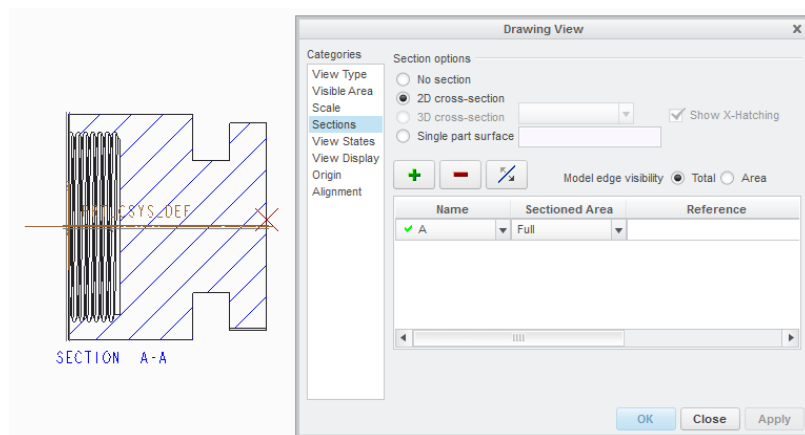 Drawing View
X
Categories
View Type
Visible Area
Scale
Sections
View States
View Display
Origin
Alignment
Section options
No section
2D cross-section
3D cross-section
Show X-Hatching
Single part surface
Model edge visibility Total Area
Name Sectioned Area Reference
A Full
OK Close Apply
SECTION A-A